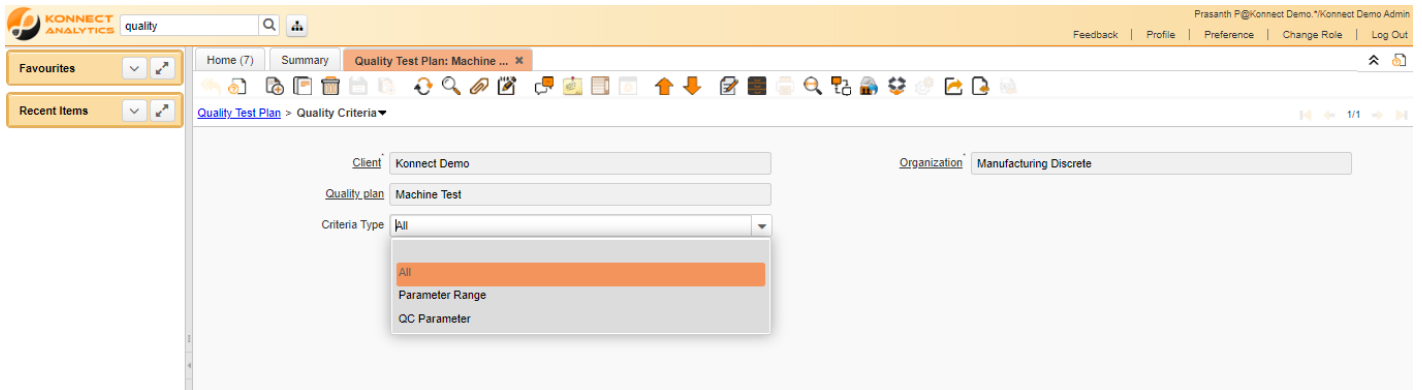 KONNECT
ANALYTICS
quality
Prasanth P@Konnect Demo.*/Konnect Demo Admin
Feedback | Profile | Preference | Change Role | Log Out
Favourites
Recent Items
Home (7) Summary Quality Test Plan: Machine ...
Quality Test Plan > Quality Criteria
1/1
Client Konnect Demo Organization Manufacturing Discrete
Quality plan Machine Test
Criteria Type All
All
Parameter Range
QC Parameter